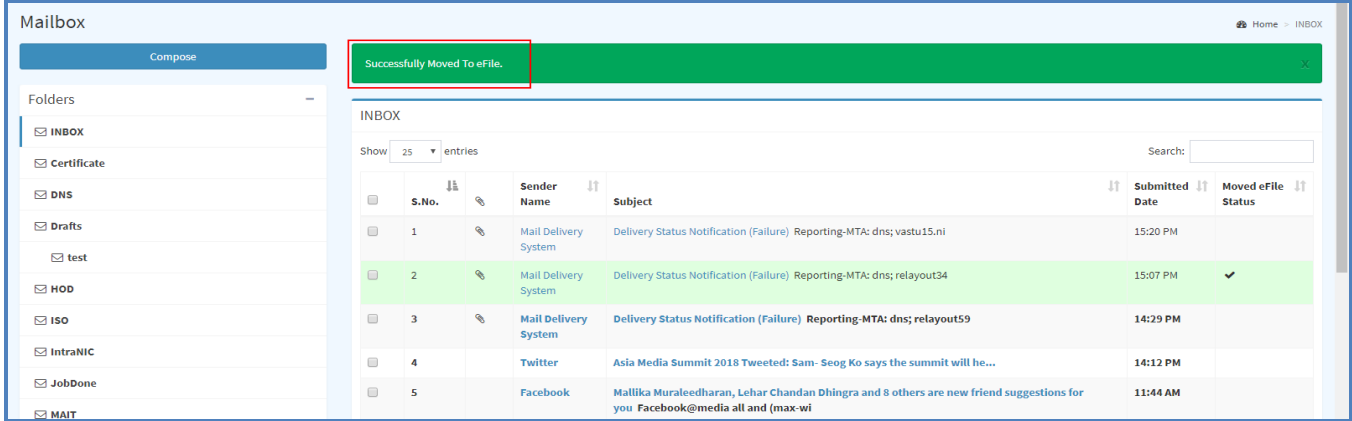 Mailbox
Home > INBOX
Compose
Successfully Moved To eFile.
X
Folders
INBOX
Certificate
DNS
Drafts
test
HOD
ISO
IntraNIC
JobDone
MAIT
INBOX
Show 25 entries
Search:
S.No. Sender Name Subject Submitted Date Moved eFile Status
1 Mail Delivery System Delivery Status Notification (Failure) Reporting-MTA: dns; vastu15.ni 15:20 PM
2 Mail Delivery System Delivery Status Notification (Failure) Reporting-MTA: dns; relayout34 15:07 PM
3 Mail Delivery System Delivery Status Notification (Failure) Reporting-MTA: dns; relayout59 14:29 PM
4 Twitter Asia Media Summit 2018 Tweeted: Sam- Seog Ko says the summit will he... 14:12 PM
5 Facebook Mallika Muraleedharan, Lehar Chandan Dhingra and 8 others are new friend suggestions for 11:44 AM
you Facebook@media all and (max-wi